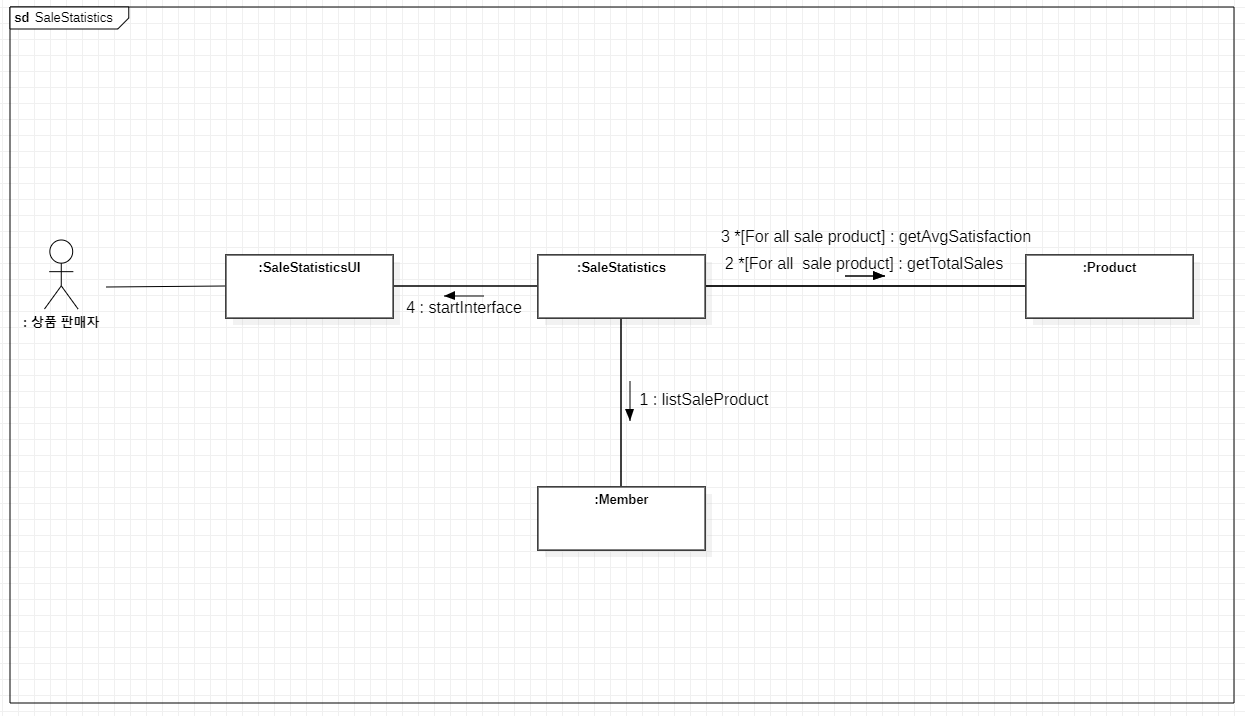 sd SaleStatistics
3 *[For all sale product] : getAvgSatisfaction
2 *[For all  sale product] : getTotalSales
:SaleStatisticsUI
:SaleStatistics
:Product
4 : startInterface
: 상품 판매자
1 : listSaleProduct
:Member